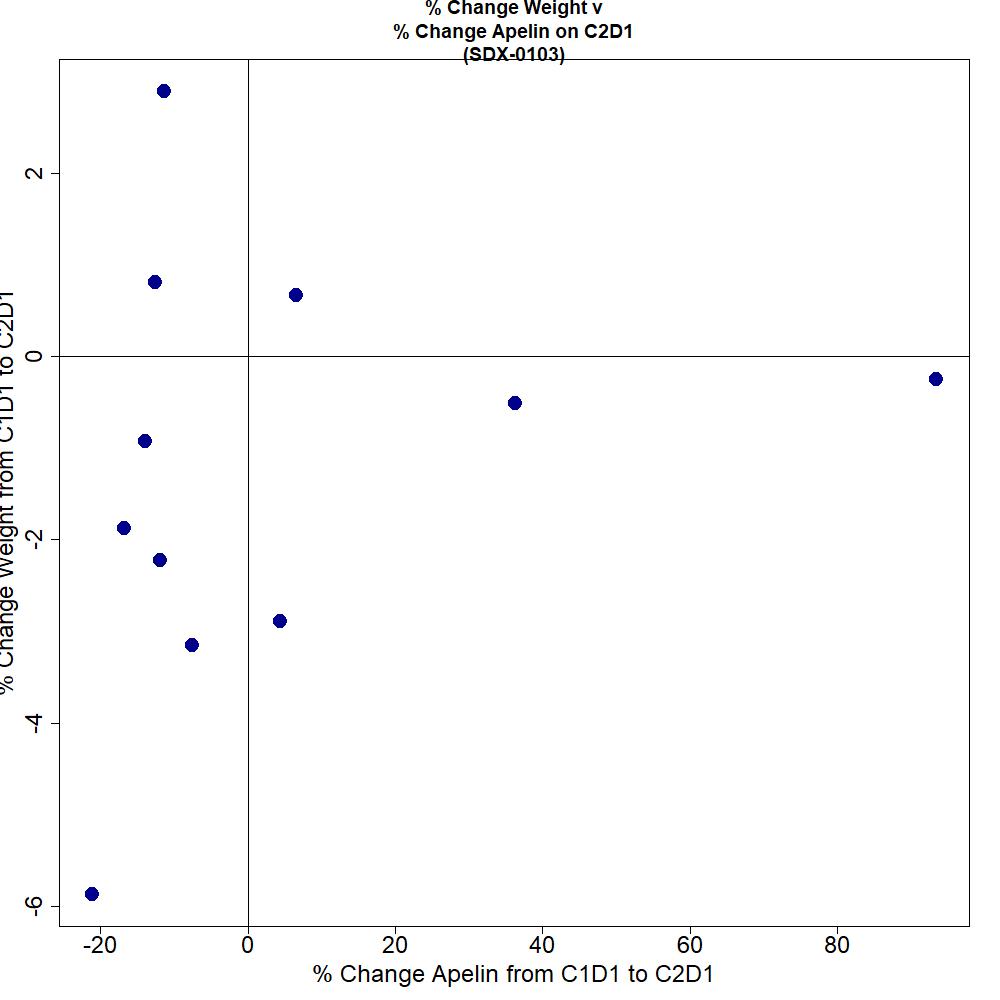 % Change Weight v
% Change Apelin on C2D1
(SDX-0103)
% Change Weight from C1D1 to C2D1
2
0
-2
-4
-6
-20 0 20 40 60 80
% Change Apelin from C1D1 to C2D1